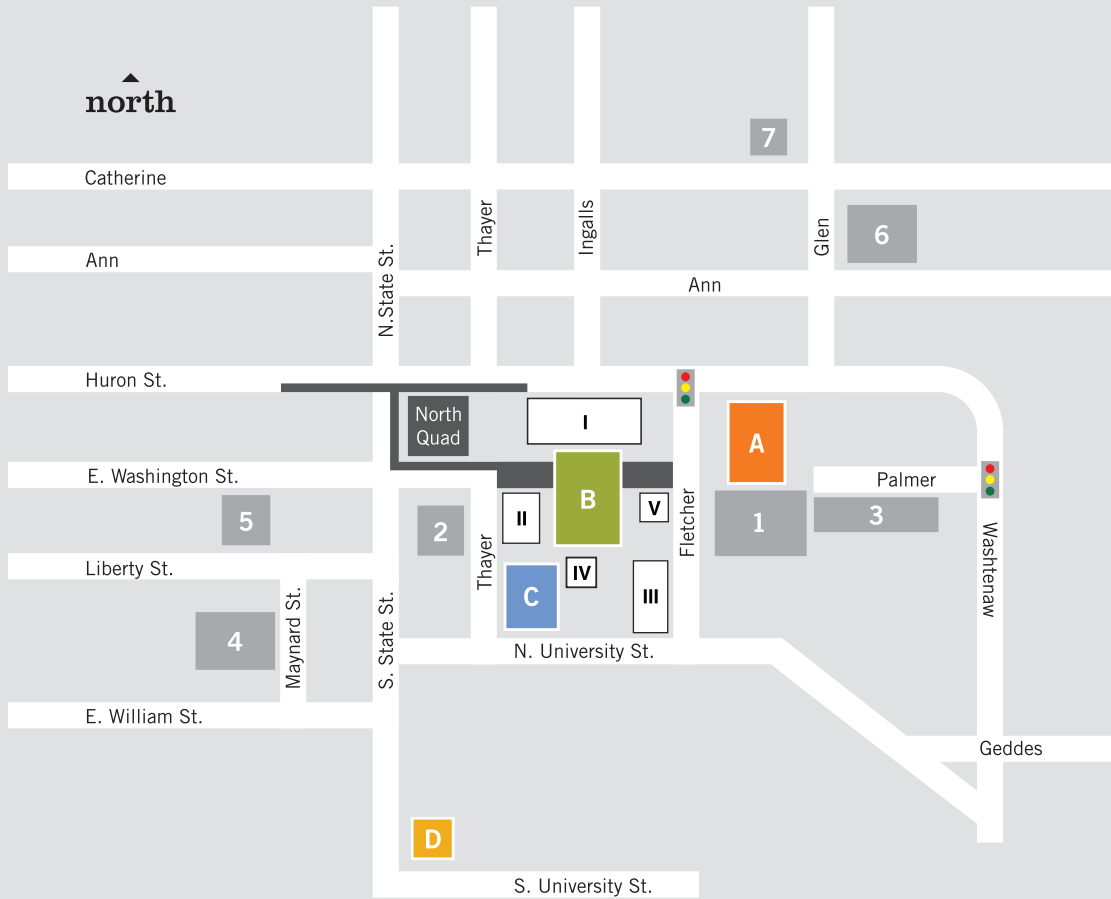 north
7
Catherine
Thayer
Ingalls
Glen
6
N.State St.
Ann
Ann
Huron St.
North
Quad
I
A
E. Washington St.
Palmer
B
II
V
5
2
1
3
Fletcher
Washtenaw
Liberty St.
Thayer
IV
C
III
Maynard St.
S. State St.
4
N. University St.
E. William St.
Geddes
D
S. University St.